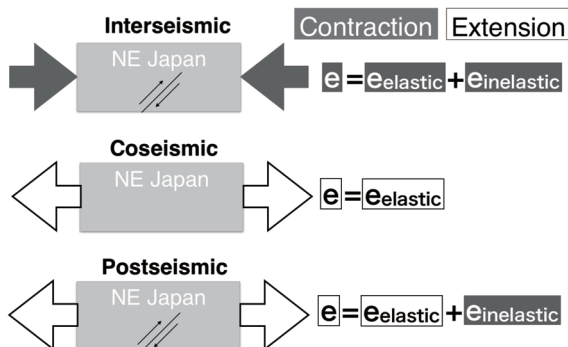 Interseismic
Contraction Extension
NE Japan
e=eelastic+einelastic
Coseismic
NE Japan
e=eelastic
Postseismic
NE Japan
e=eelastic+einelastic